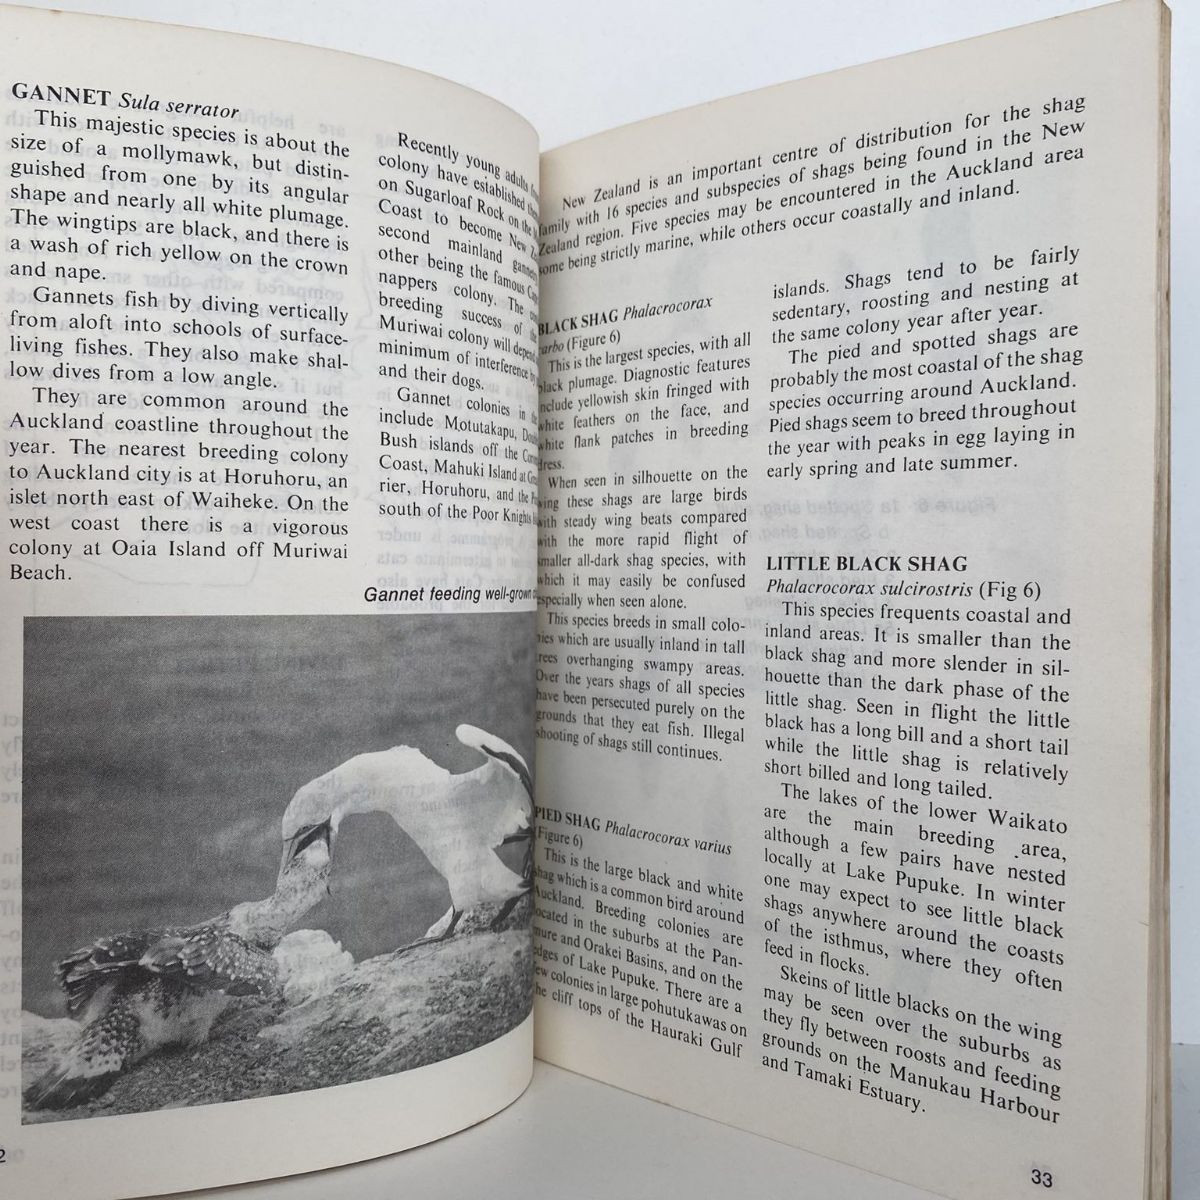 GANNET Sula serrator
This majestic species is about the
size of a mollymawk, but distin-
guished from one by its angular
shape and nearly all white plumage.
The wingtips are black, and there is
a wash of rich yellow on the crown
and nape.
Gannets fish by diving vertically
from aloft into schools of surface-
living fishes. They also make shal-
low dives from a low angle.
They are common around the
Auckland coastline throughout the
year. The nearest breeding colony
to Auckland city is at Horuhoru, an
islet north east of Waiheke. On the
west coast there is a vigorous
colony at Oaia Island off Muriwai
Beach.
Recently young adults
colony have established
on Sugarloaf Rock on the
Coast to become New
second mainland
other being the famous
nappers colony. The
breeding success of
Muriwai colony will depend
minimum of interference by
and their dogs.
Gannet colonies in
include Motutakapu,
Bush islands off the
Coast, Mahuki Island at
rier, Horuhoru, and the
south of the Poor Knights
Gannet feeding well-grown
2
New Zealand is an important centre of distribution for the shag
family with 16 species and subspecies of shags being found in the New
Zealand region. Five species may be encountered in the Auckland area
some being strictly marine, while others occur coastally and inland.
BLACK SHAG Phalacrocorax
carbo (Figure 6)
This is the largest species, with all
black plumage. Diagnostic features
include yellowish skin fringed with
white feathers on the face, and
white flank patches in breeding
dress.
When seen in silhouette on the
wing these shags are large birds
with steady wing beats compared
with the more rapid flight of
smaller all-dark shag species, with
which it may easily be confused
especially when seen alone.
This species breeds in small colo-
nies which are usually inland in tall
trees overhanging swampy areas.
Over the years shags of all species
have been persecuted purely on the
grounds that they eat fish. Illegal
shooting of shags still continues.
PIED SHAG Phalacrocorax varius
(Figure 6)
This is the large black and white
shag which is a common bird around
Auckland. Breeding colonies are
located in the suburbs at the Pan-
mure and Orakei Basins, and on the
edges of Lake Pupuke. There are a
few colonies in large pohutukawas on
the cliff tops of the Hauraki Gulf
islands. Shags tend to be fairly
sedentary, roosting and nesting at
the same colony year after year.
The pied and spotted shags are
probably the most coastal of the shag
species occurring around Auckland.
Pied shags seem to breed throughout
the year with peaks in egg laying in
early spring and late summer.
LITTLE BLACK SHAG
Phalacrocorax sulcirostris (Fig 6)
This species frequents coastal and
inland areas. It is smaller than the
black shag and more slender in sil-
houette than the dark phase of the
little shag. Seen in flight the little
black has a long bill and a short tail
while the little shag is relatively
short billed and long tailed.
The lakes of the lower Waikato
are the main breeding area,
although a few pairs have nested
locally at Lake Pupuke. In winter
one may expect to see little black
shags anywhere around the coasts
of the isthmus, where they often
feed in flocks.
Skeins of little blacks on the wing
may be seen over the suburbs as
they fly between roosts and feeding
grounds on the Manukau Harbour
and Tamaki Estuary.
33